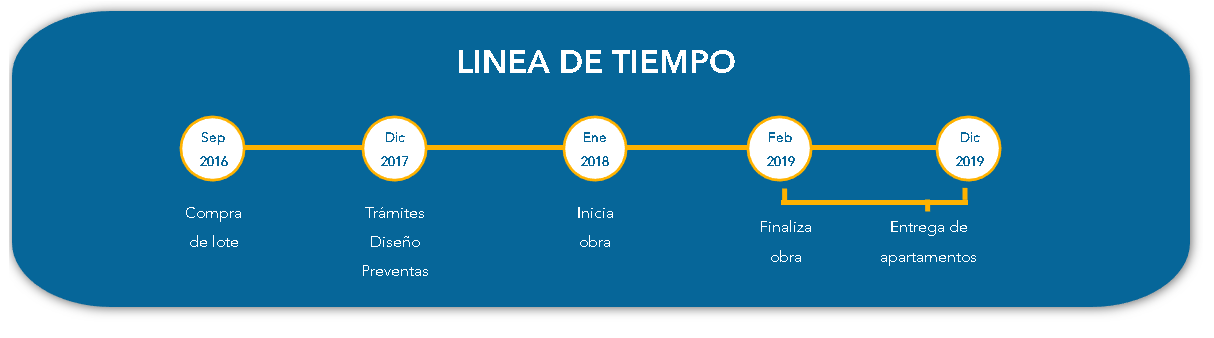 LINEA DE TIEMPO
Sep
2016
Dic
2017
Ene
2018
Feb
2019
Dic
2019
Compra
de lote
Trámites
Diseño
Preventas
Inicia
obra
Finaliza
obra
Entrega de
apartamentos